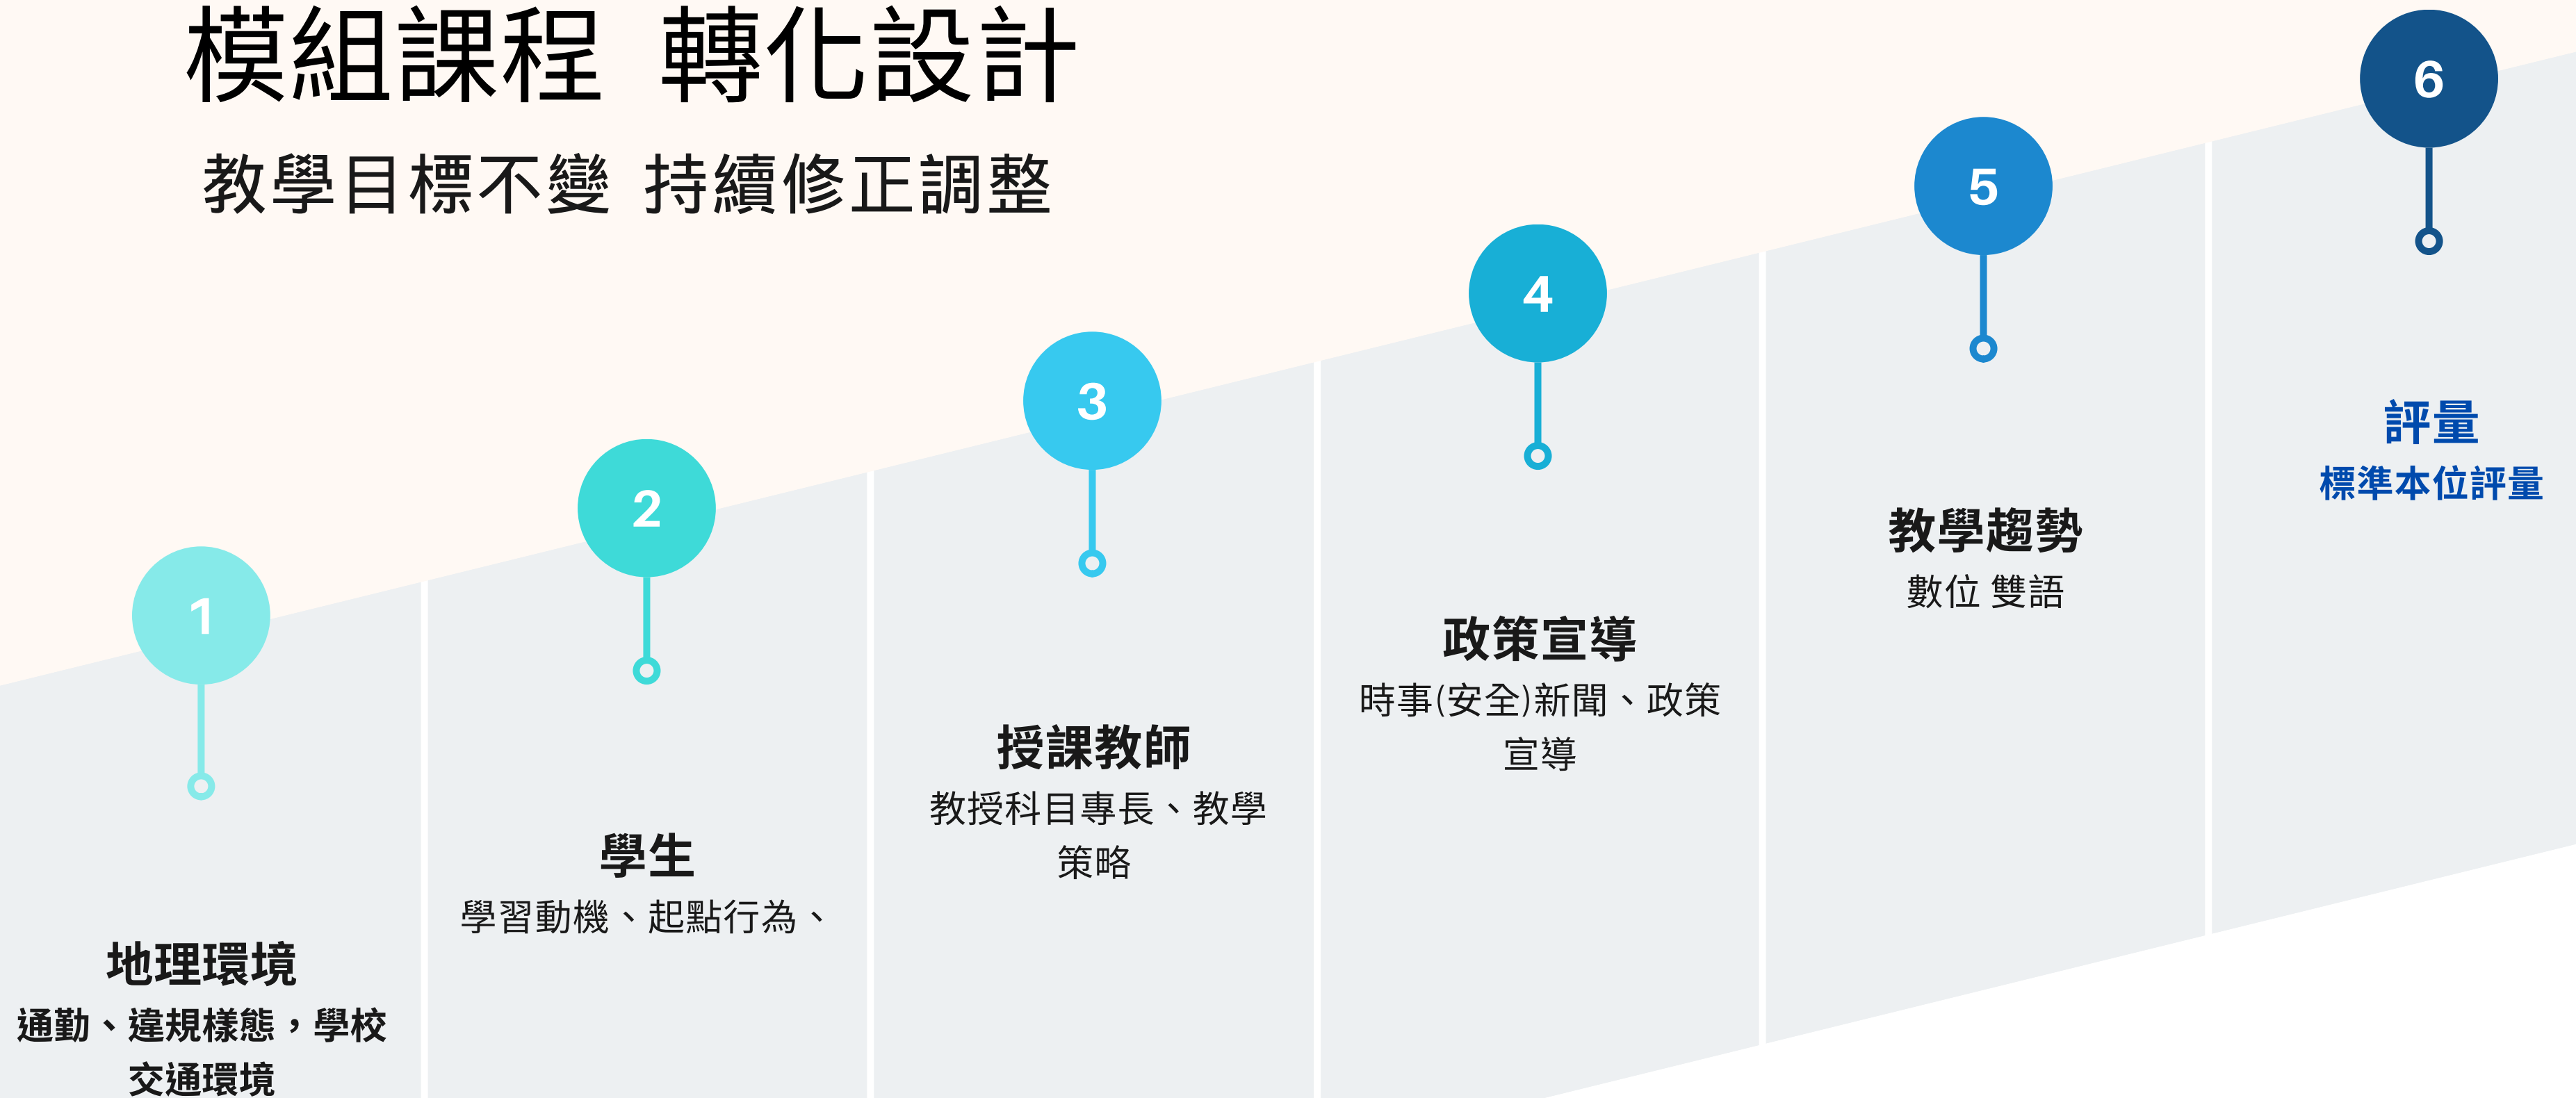 模組課程 轉化設計
教學目標不變 持續修正調整
1
地理環境
通勤、違規樣態，學校
交通環境
2
學生
學習動機、起點行為、
3
授課教師
教授科目專長、教學
策略
4
政策宣導
時事(安全)新聞、政策
宣導
5
教學趨勢
數位 雙語
6
評量
標準本位評量